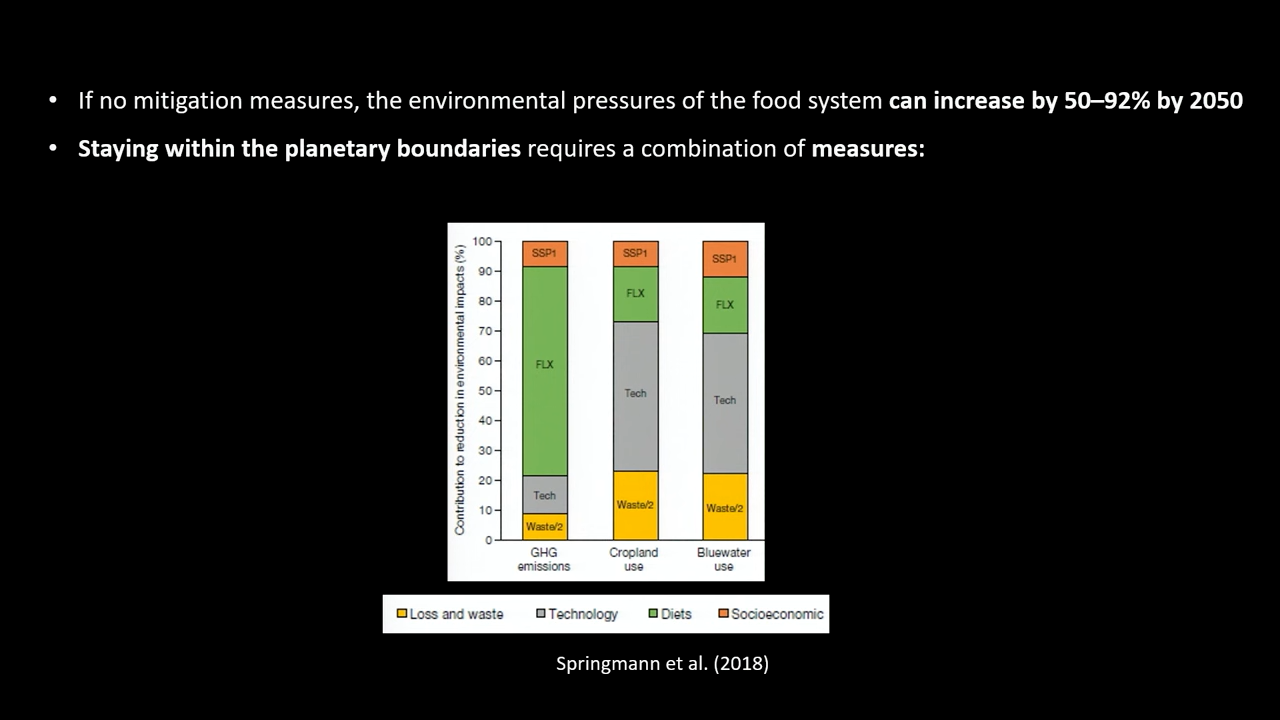 • If no mitigation measures, the environmental pressures of the food system can increase by 50–92% by 2050
• Staying within the planetary boundaries requires a combination of measures:
Contribution to reduction in environmental impacts (%)
100
90
80
70
60
50
40
30
20
10
0
SSP1
FLX
Tech
Waste/2
SSP1
FLX
Tech
Waste/2
SSP1
FLX
Tech
Waste/2
GHG
emissions
Cropland
use
Bluewater
use
Loss and waste
Technology
Diets
Socioeconomic
Springmann et al. (2018)